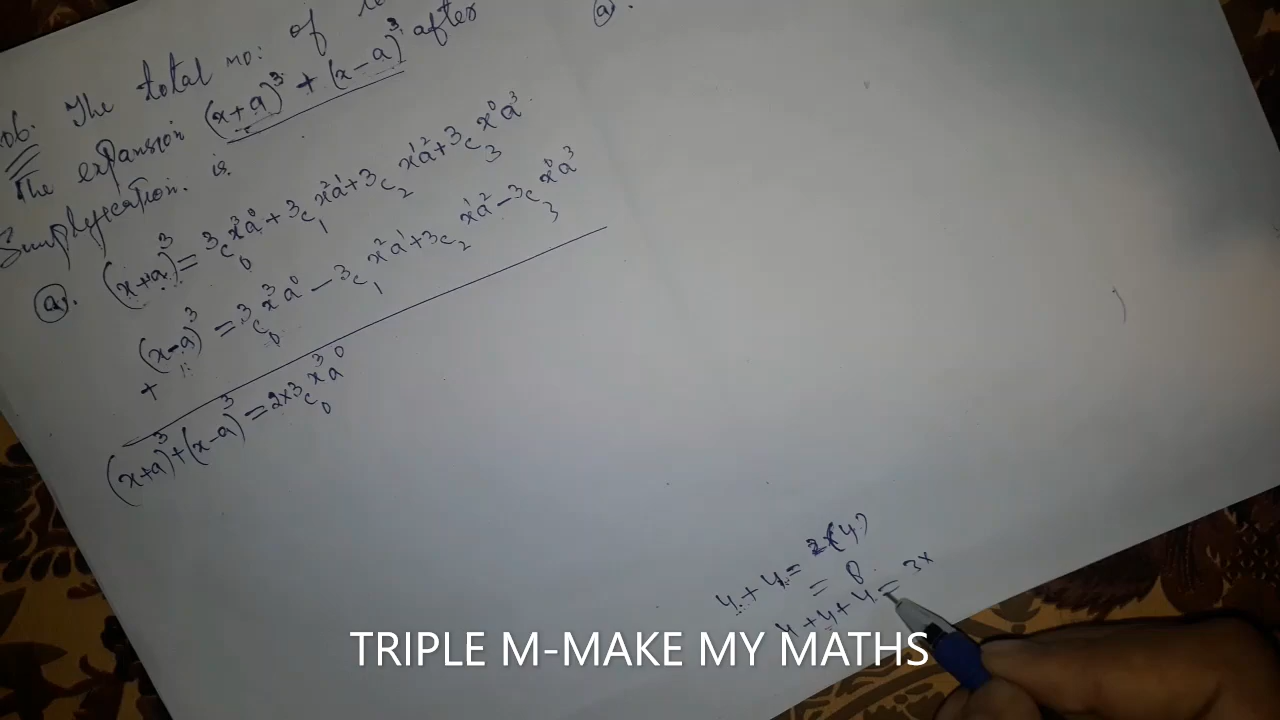 The total no: of
The expansion (x+a)³ + (x-a)³ after
Simplification. is.
(a). (x+a)³ = ³C₀x³a⁰ + ³C₁x²a¹ + ³C₂x¹a² + ³C₃x⁰a³
(x-a)³ = ³C₀x³a⁰ - ³C₁x²a¹ + ³C₂x¹a² - ³C₃x⁰a³
+
(x+a)³ + (x-a)³ = 2×³C₀x³a⁰
(a).
4+4 = 2(4)
= 8.
4+4+4 = 3x
TRIPLE M-MAKE MY MATHS